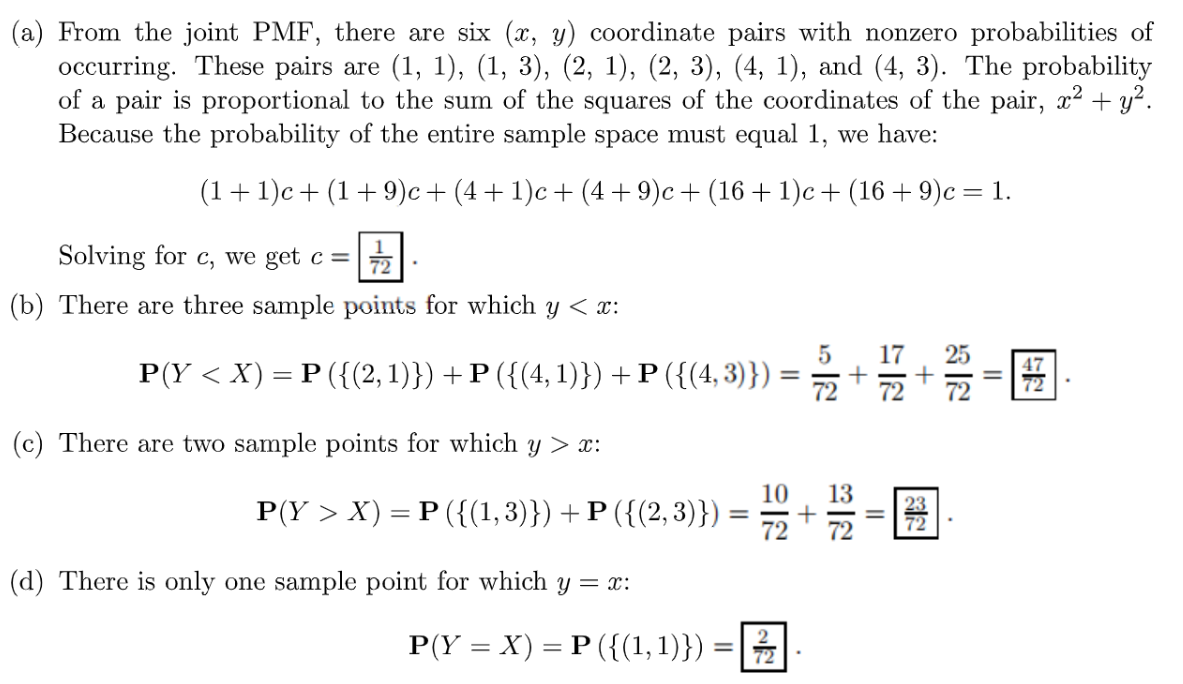 (a) From the joint PMF, there are six (x, y) coordinate pairs with nonzero probabilities of
occurring. These pairs are (1, 1), (1, 3), (2, 1), (2, 3), (4, 1), and (4, 3). The probability
of a pair is proportional to the sum of the squares of the coordinates of the pair, x² + y².
Because the probability of the entire sample space must equal 1, we have:
(1 + 1)c + (1 + 9)c + (4 + 1)c + (4 + 9)c + (16 + 1)c + (16 + 9)c = 1.
Solving for c, we get c = 1/72 .
(b) There are three sample points for which y < x:
P(Y < X) = P ({(2, 1)}) + P ({(4, 1)}) + P ({(4, 3)}) = 5/72 + 17/72 + 25/72 = 47/72 .
(c) There are two sample points for which y > x:
P(Y > X) = P ({(1, 3)}) + P ({(2, 3)}) = 10/72 + 13/72 = 23/72 .
(d) There is only one sample point for which y = x:
P(Y = X) = P ({(1, 1)}) = 2/72 .